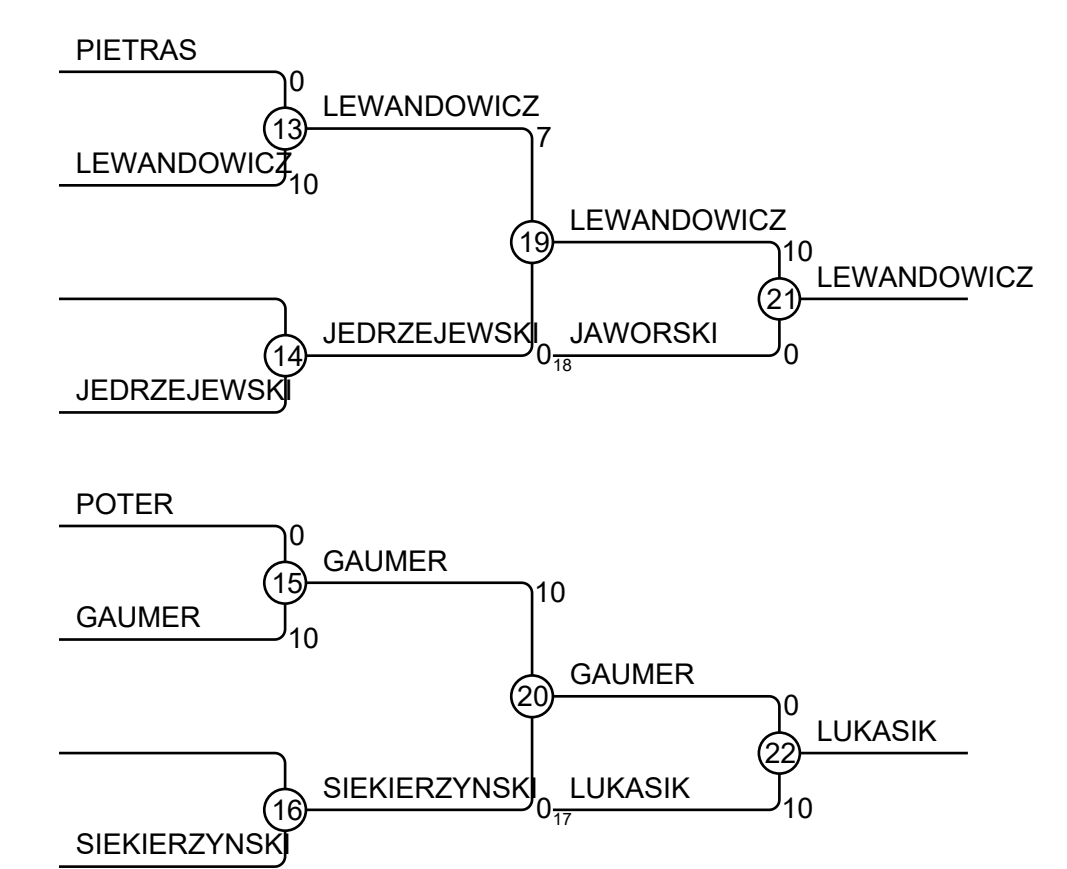 PIETRAS
0
LEWANDOWICZ
13
7
LEWANDOWICZ
10
LEWANDOWICZ
19
10
LEWANDOWICZ
21
JEDRZEJEWSKI
0
18
JAWORSKI
0
14
JEDRZEJEWSKI
POTER
0
GAUMER
15
10
GAUMER
10
GAUMER
20
0
LUKASIK
22
SIEKIERZYNSKI
0
17
LUKASIK
10
16
SIEKIERZYNSKI